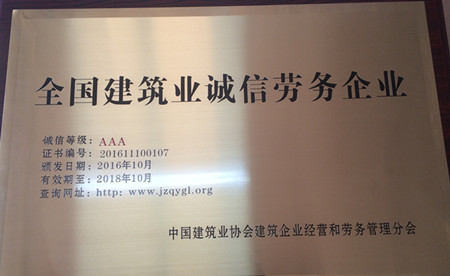 全国建筑业诚信劳务企业
诚信等级：AAA
证书编号：201611100107
颁发日期：2016年10月
有效期至：2018年10月
查询网址：http：www.jzqygl.org
中国建筑业协会建筑企业经营和劳务管理分会